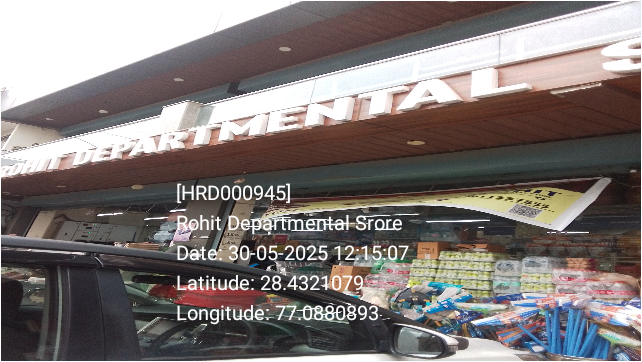 ROHIT DEPARTMENTAL S
[HRD000945]
Rohit Departmental Srore
Date: 30-05-2025 12:15:07
Latitude: 28.4321079
Longitude: 77.0880893